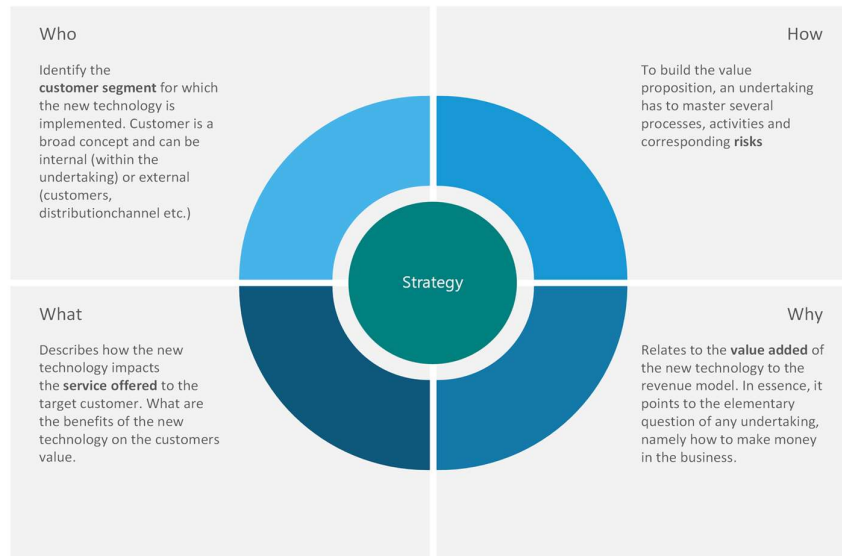 Who
Identify the
customer segment for which
the new technology is
implemented. Customer is a
broad concept and can be
internal (within the
undertaking) or external
(customers,
distributionchannel etc.)
How
To build the value
proposition, an undertaking
has to master several
processes, activities and
corresponding risks
Strategy
What
Describes how the new
technology impacts
the service offered to the
target customer. What are
the benefits of the new
technology on the customers
value.
Why
Relates to the value added of
the new technology to the
revenue model. In essence, it
points to the elementary
question of any undertaking,
namely how to make money
in the business.